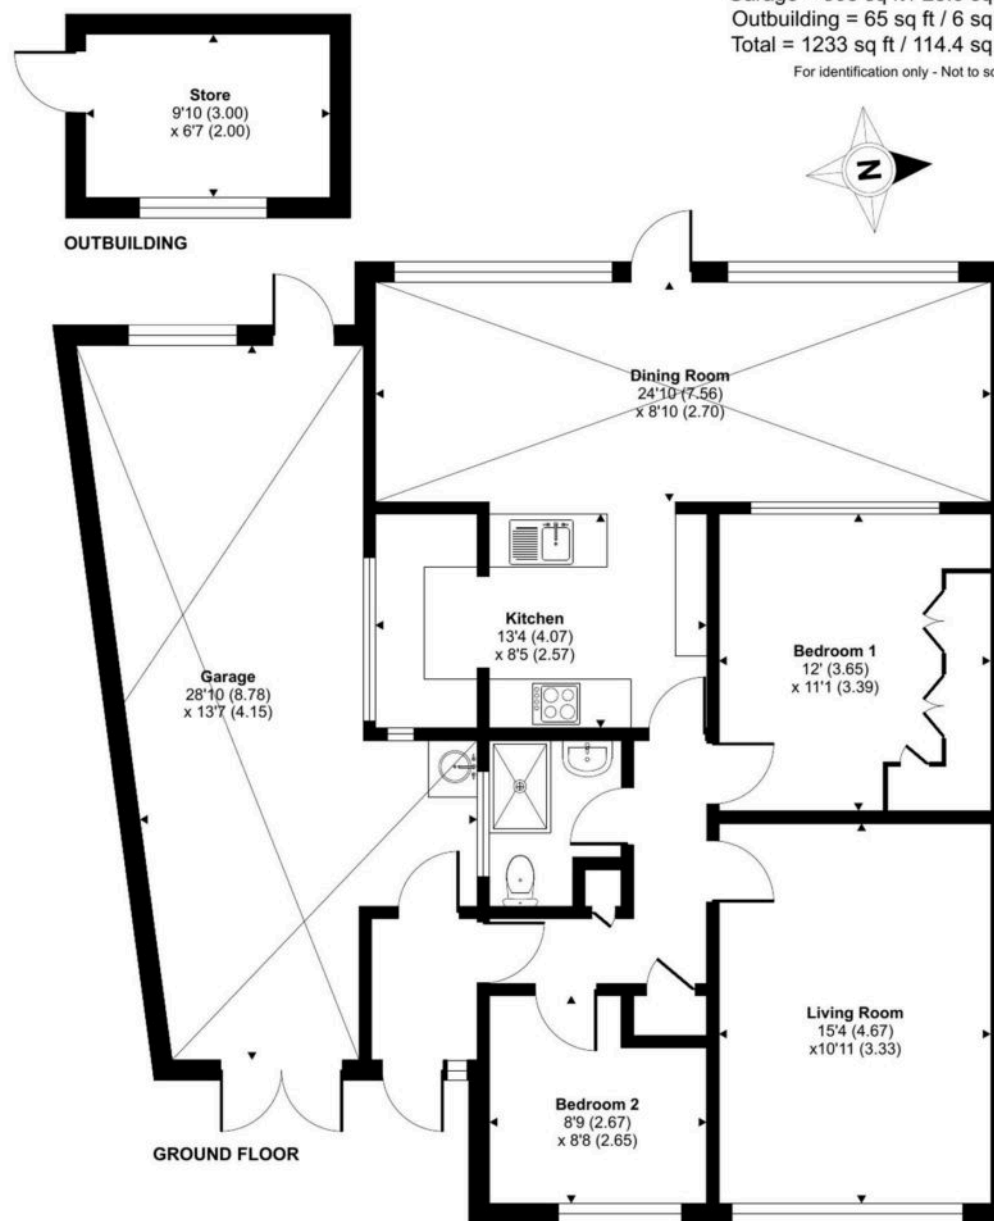 Outbuilding = 65 sq ft / 6 sq
Total = 1233 sq ft / 114.4 sq
For identification only - Not to sc
N
Store
9'10 (3.00)
x 6'7 (2.00)
OUTBUILDING
Dining Room
24'10 (7.56)
x 8'10 (2.70)
Kitchen
13'4 (4.07)
x 8'5 (2.57)
Bedroom 1
12' (3.65)
x 11'1 (3.39)
Garage
28'10 (8.78)
x 13'7 (4.15)
Living Room
15'4 (4.67)
x10'11 (3.33)
Bedroom 2
8'9 (2.67)
x 8'8 (2.65)
GROUND FLOOR